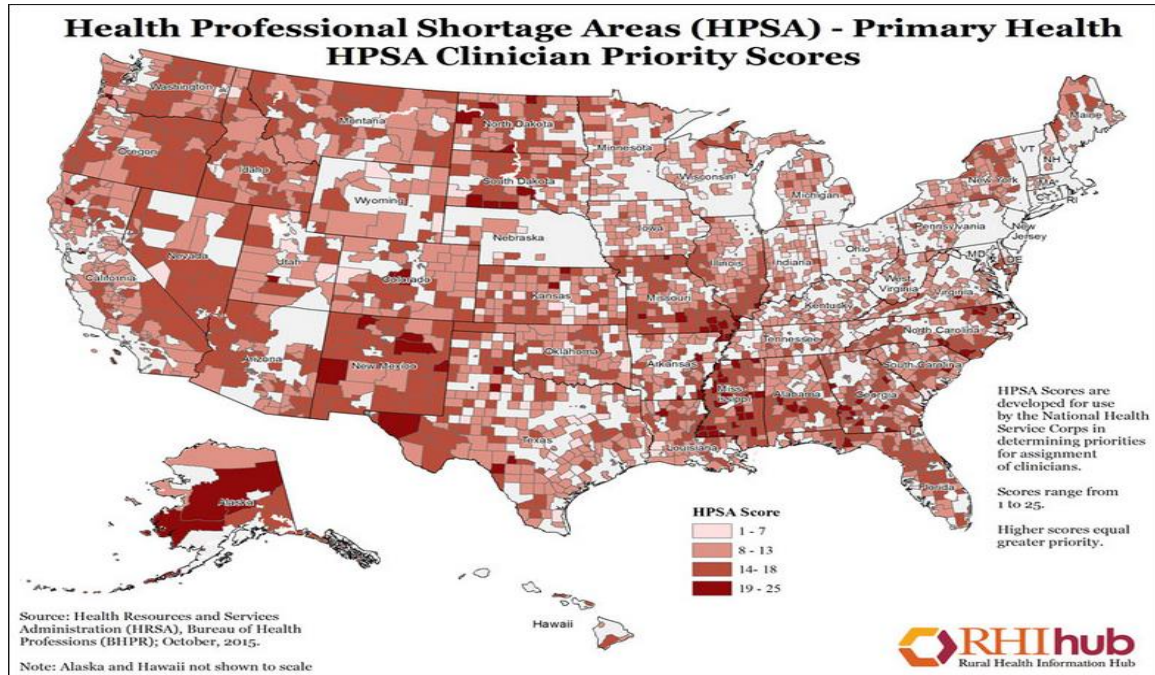 Health Professional Shortage Areas (HPSA) - Primary Health
HPSA Clinician Priority Scores
Washington
Montana
North Dakota
Minnesota
Maine
VT
NH
Oregon
Idaho
South Dakota
Wisconsin
Michigan
New York
MA
CT
RI
Wyoming
Iowa
Pennsylvania
New
Jersey
Nebraska
Nevada
Utah
Illinois
Indiana
Ohio
MD
DE
California
Colorado
Kansas
Missouri
West
Virginia
Virginia
Kentucky
North Carolina
Tennessee
Arizona
New Mexico
Oklahoma
Arkansas
South Carolina
Miss
issippi
Alabama
Georgia
Texas
Louisiana
Florida
Alaska
Hawaii
HPSA Scores are
developed for use
by the National Health
Service Corps in
determining priorities
for assignment
of clinicians.
Scores range from
1 to 25.
Higher scores equal
greater priority.
HPSA Score
1 - 7
8 - 13
14- 18
19 - 25
Source: Health Resources and Services
Administration (HRSA), Bureau of Health
Professions (BHPR); October, 2015.
Note: Alaska and Hawaii not shown to scale
RHIhub
Rural Health Information Hub